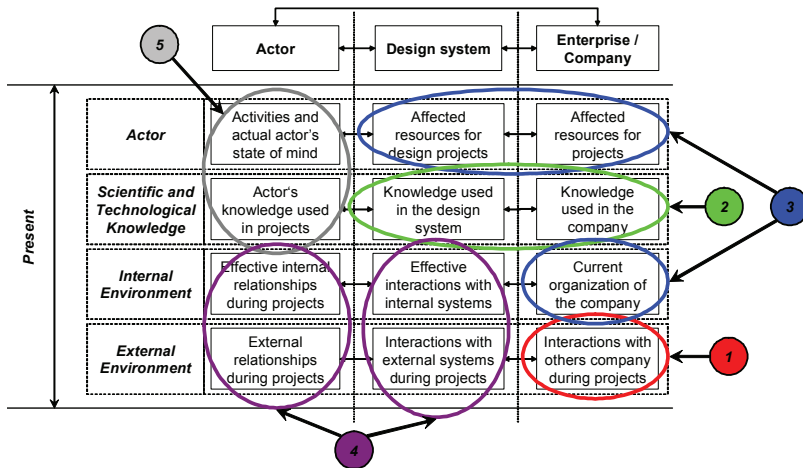 5
Actor
Design system
Enterprise /
Company
Present
Actor
Activities and
actual actor's
state of mind
Affected
resources for
design projects
Affected
resources for
projects
Scientific and
Technological
Knowledge
Actor's
knowledge used
in projects
Knowledge used
in the design
system
Knowledge
used in the
company
2
3
Internal
Environment
Effective internal
relationships
during projects
Effective
interactions with
internal systems
Current
organization of
the company
External
Environment
External
relationships
during projects
Interactions with
external systems
during projects
Interactions with
others company
during projects
1
4